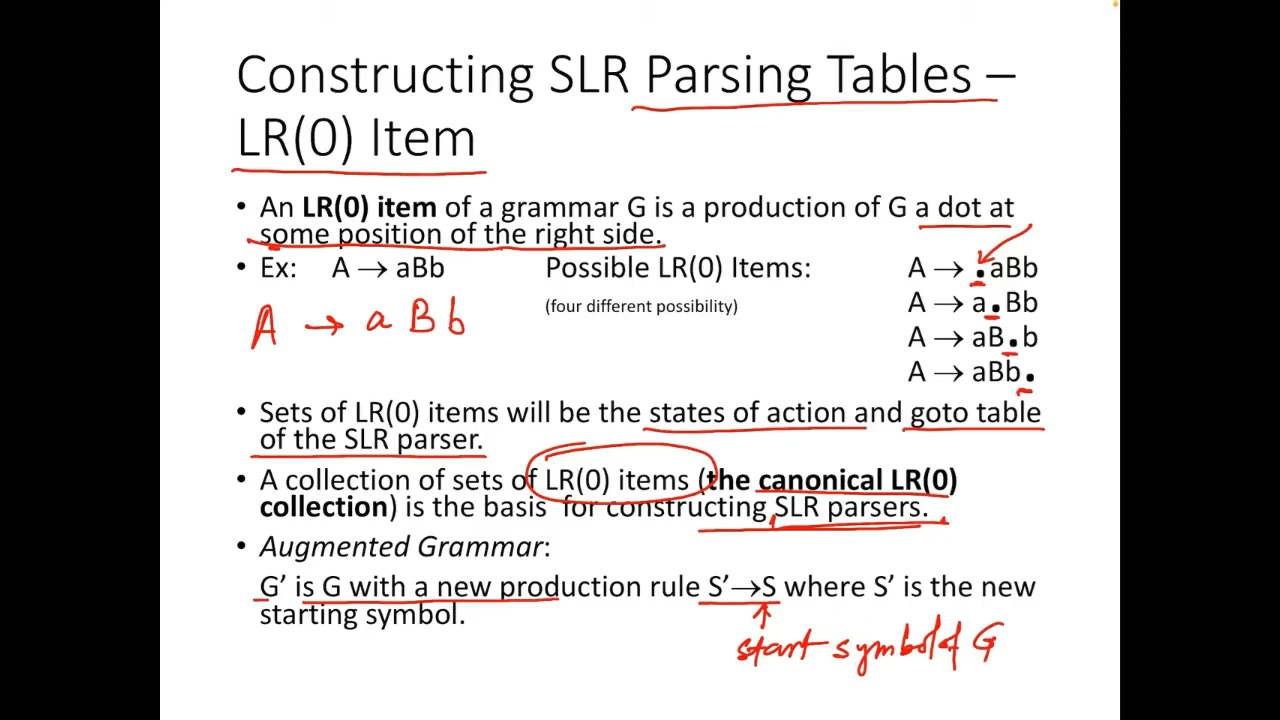 Constructing SLR Parsing Tables –
LR(0) Item
• An LR(0) item of a grammar G is a production of G a dot at
some position of the right side.
• Ex: A → aBb Possible LR(0) Items: A → .aBb
(four different possibility) A → a.Bb
A → aB.b
A → aBb.
A → a B b
• Sets of LR(0) items will be the states of action and goto table
of the SLR parser.
• A collection of sets of LR(0) items (the canonical LR(0)
collection) is the basis for constructing SLR parsers.
• Augmented Grammar:
G’ is G with a new production rule S’→S where S’ is the new
starting symbol.
start symbol of G